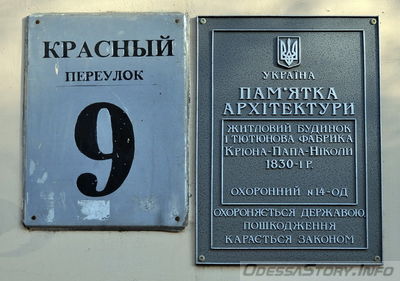 КРАСНЫЙ
ПЕРЕУЛОК
9
УКРАЇНА
ПАМ'ЯТКА
АРХІТЕКТУРИ
ЖИТЛОВИЙ БУДИНОК
І ТЮТЮНОВА ФАБРИКА
КРІОНА-ПАПА-НІКОЛИ
1830-І Р.
ОХОРОННИЙ №14-ОД
ОХОРОНЯЄТЬСЯ ДЕРЖАВОЮ,
ПОШКОДЖЕННЯ
КАРАЄТЬСЯ ЗАКОНОМ
OdessaStory.Info